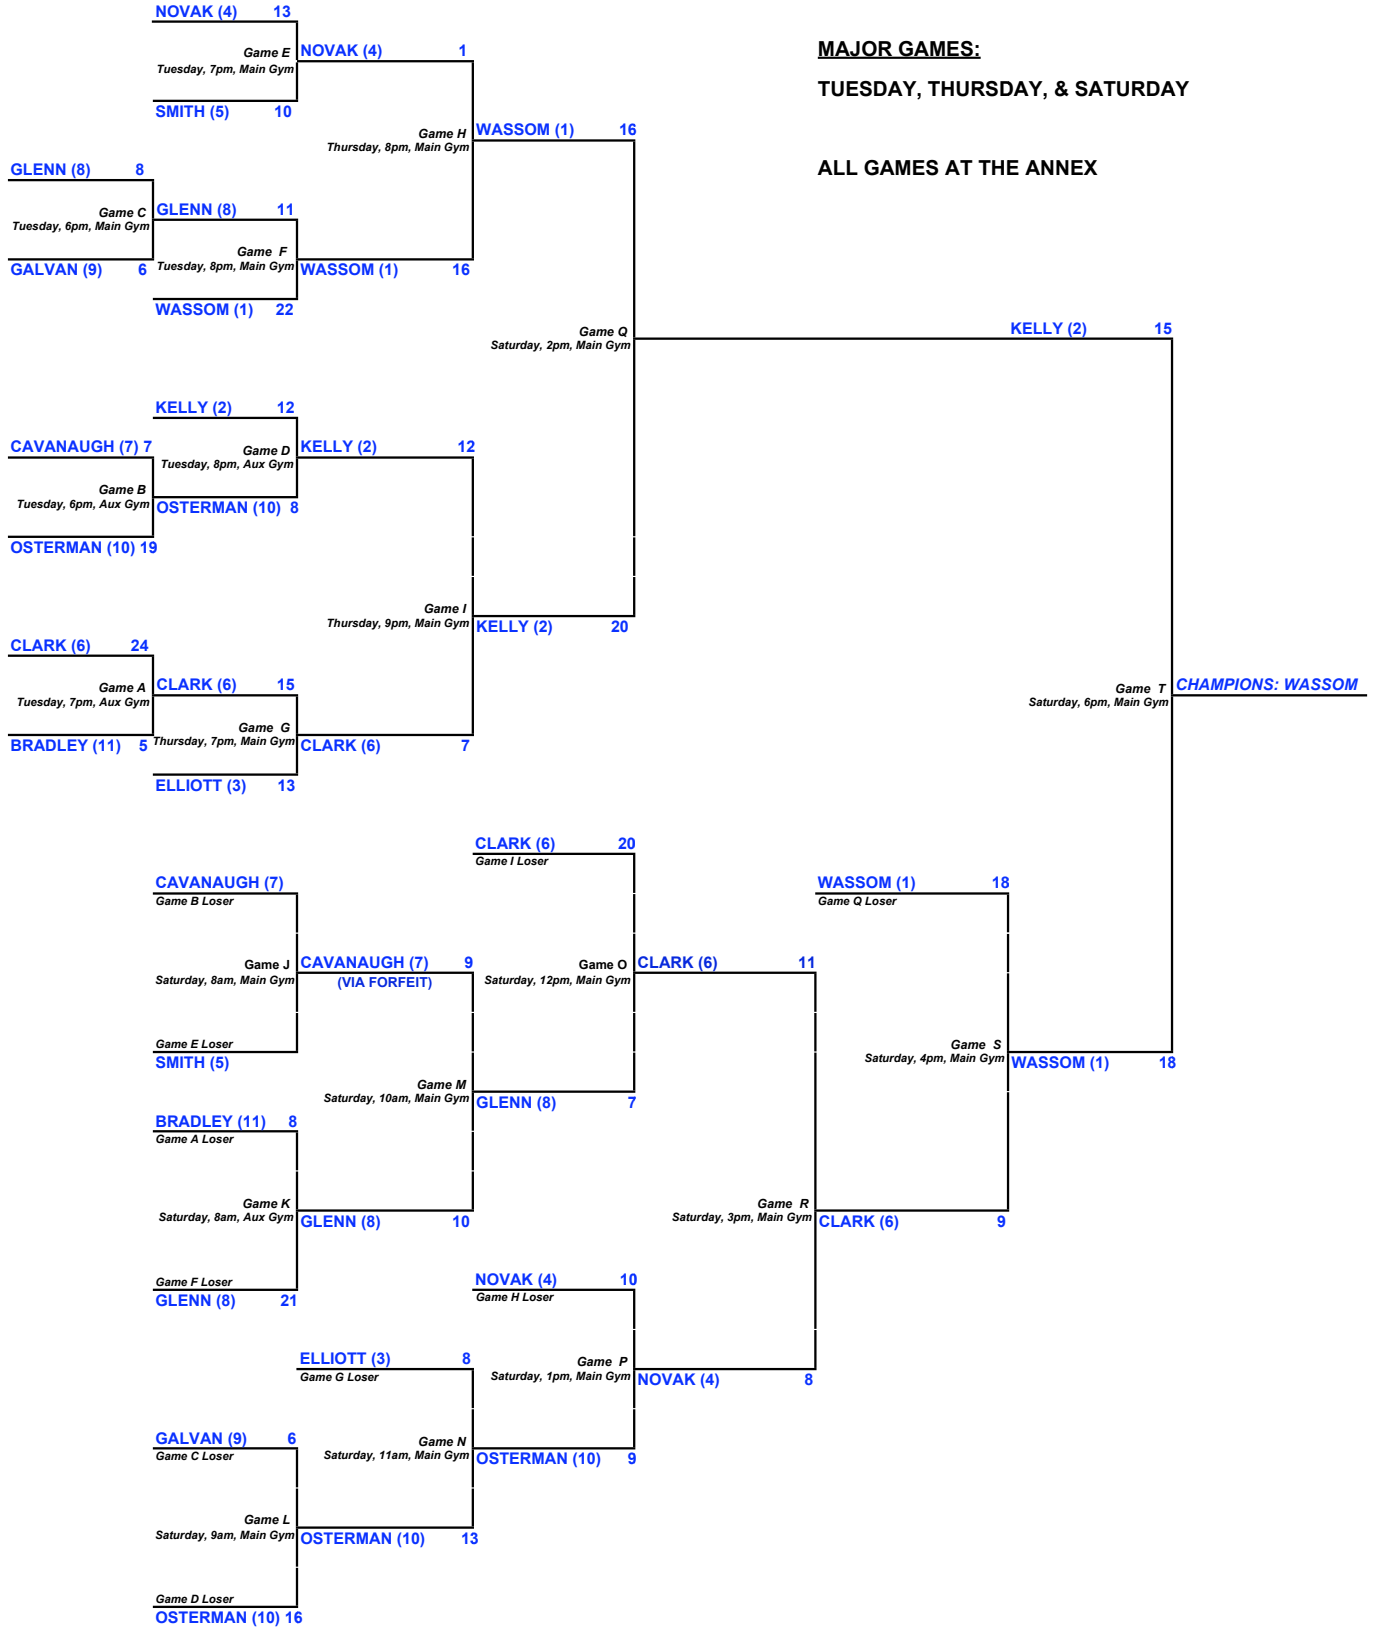 NOVAK (4) 13
MAJOR GAMES:
Game E NOVAK (4) 1
Tuesday, 7pm, Main Gym
TUESDAY, THURSDAY, & SATURDAY
SMITH (5) 10
Game H WASSOM (1) 16
Thursday, 8pm, Main Gym
GLENN (8) 8
ALL GAMES AT THE ANNEX
Game C GLENN (8) 11
Tuesday, 6pm, Main Gym
Game F
GALVAN (9) 6 Tuesday, 8pm, Main Gym WASSOM (1) 16
WASSOM (1) 22
Game Q KELLY (2) 15
Saturday, 2pm, Main Gym
KELLY (2) 12
CAVANAUGH (7) 7 Game D KELLY (2) 12
Tuesday, 8pm, Aux Gym
Game B
Tuesday, 6pm, Aux Gym OSTERMAN (10) 8
OSTERMAN (10) 19
Game I
Thursday, 9pm, Main Gym KELLY (2) 20
CLARK (6) 24
Game A CLARK (6) 15 Game T CHAMPIONS: WASSOM
Tuesday, 7pm, Aux Gym Saturday, 6pm, Main Gym
Game G
BRADLEY (11) 5 Thursday, 7pm, Main Gym CLARK (6) 7
ELLIOTT (3) 13
CLARK (6) 20
Game I Loser
CAVANAUGH (7) WASSOM (1) 18
Game B Loser Game Q Loser
Game J CAVANAUGH (7) 9 Game O CLARK (6) 11
Saturday, 8am, Main Gym (VIA FORFEIT) Saturday, 12pm, Main Gym
Game E Loser Game S
SMITH (5) Saturday, 4pm, Main Gym WASSOM (1) 18
Game M
Saturday, 10am, Main Gym GLENN (8) 7
BRADLEY (11) 8
Game A Loser
Game K Game R
Saturday, 8am, Aux Gym GLENN (8) 10 Saturday, 3pm, Main Gym CLARK (6) 9
Game F Loser NOVAK (4) 10
GLENN (8) 21 Game H Loser
ELLIOTT (3) 8 Game P
Game G Loser Saturday, 1pm, Main Gym NOVAK (4) 8
GALVAN (9) 6 Game N
Game C Loser Saturday, 11am, Main Gym OSTERMAN (10) 9
Game L
Saturday, 9am, Main Gym OSTERMAN (10) 13
Game D Loser
OSTERMAN (10) 16